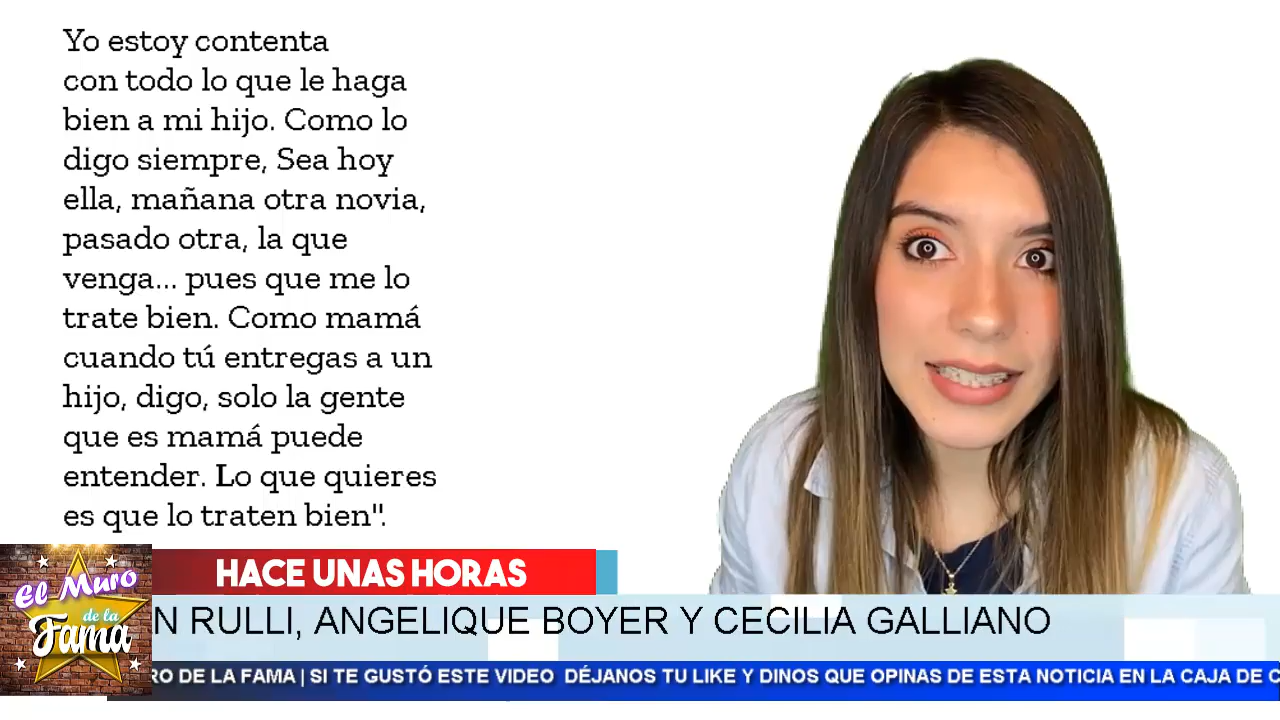 Yo estoy contenta
con todo lo que le haga
bien a mi hijo. Como lo
digo siempre, Sea hoy
ella, mañana otra novia,
pasado otra, la que
venga... pues que me lo
trate bien. Como mamá
cuando tú entregas a un
hijo, digo, solo la gente
que es mamá puede
entender. Lo que quieres
es que lo traten bien".
HACE UNAS HORAS
El Muro
de la
Fama
N RULLI, ANGELIQUE BOYER Y CECILIA GALLIANO
RO DE LA FAMA | SI TE GUSTÓ ESTE VIDEO DÉJANOS TU LIKE Y DINOS QUE OPINAS DE ESTA NOTICIA EN LA CAJA DE C